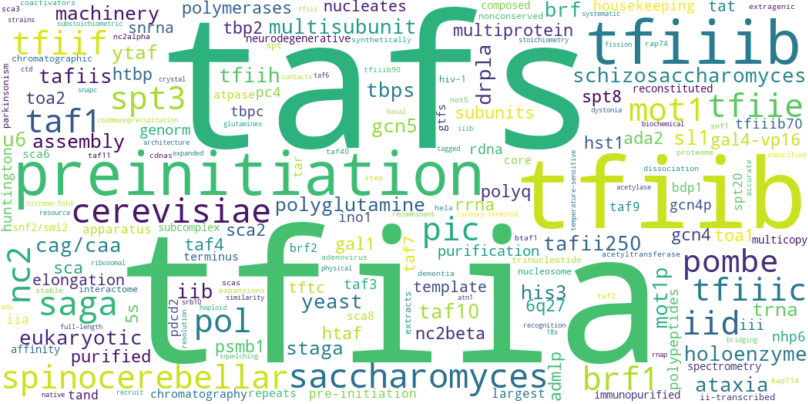 sca3 coactivators machinery polymerases nucleates composed housekeeping tat systematic extragenic
substoichiometric tfiis brf nonconserved
strains snrna tbp2 multisubunit coactivators
tfiif nc2alpha neurodegenerative synthetically multiprotein stoichiometry fission rap74
chromatographic ytaf spt tafs tfiiib
ctd crystal tfiih contacts taf6 drpla tfiiib90
parkinsonism tafiis htbp snapc atpase pc4 tbps hiv-1 schizosaccharomyces
toa2 spt3 coimmunoprecipitation tbpc gcn5 not5 subunits spt8 reconstituted
taf1 genorm glutamines basal gtfs iiib dystonia mot1 tfiie
c6 assembly architecture biochemical snf1 tfiiib70
huntington sca6 taf11 cdnas expanded taf40 tagged rdna hst1 ada2 sl1 gal4-vp16
preinitiation tar step core dissociation proteome copurified
histone-fold resource polyq temperature-sensitive acetylase bdp1 spt20 accurate
cerevisiae polyglutamine rrna tfiib taf9 gcn4p
snf2/swi2 subcomplex ino1 recombinant hela carboxy-terminal gcn4 toa1 multicopy
apparatus sca2 pic btaf1 acetyltransferase
cag/caa ribosomal taf4 brf2 gal1 taf7 purification tafii250
nc2 sca terminus adenovirus physical trinucleotide nucleosome pombe
elongation interactome tfiia dementia
stable iib scas expansions tftc taf3 template atn1 his3 taf2 mot1p tfiiic
saga similarity srb10 extracts 6q27
ada iia 5s pdcd2 haploid yeast sca8 taf10 recognition polypeptides iid iii trna
full-length pol resolution htaf nc2beta 18s bridging nhp6
eukaryotic psmb1 squelching staga admlp rnap holoenzyme
affinity purified spectrometry
spinocerebellar saccharomyces brf1 ataxia
native tand recruit chromatography repeats pre-initiation largest immunopurified ii-transcribed kap114